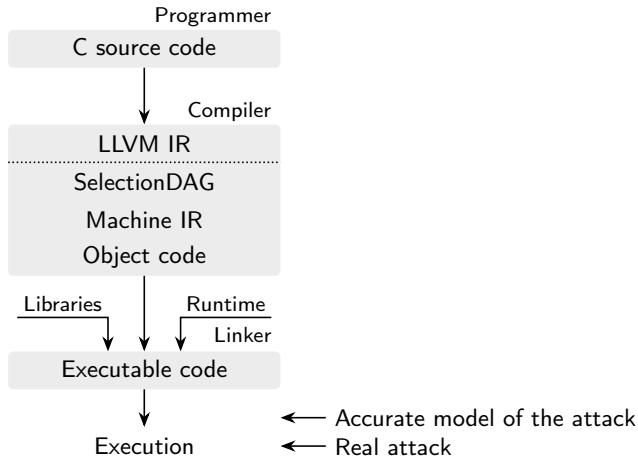 Programmer
C source code
Compiler
LLVM IR
SelectionDAG
Machine IR
Object code
Libraries
Runtime
Linker
Executable code
Accurate model of the attack
Execution
Real attack